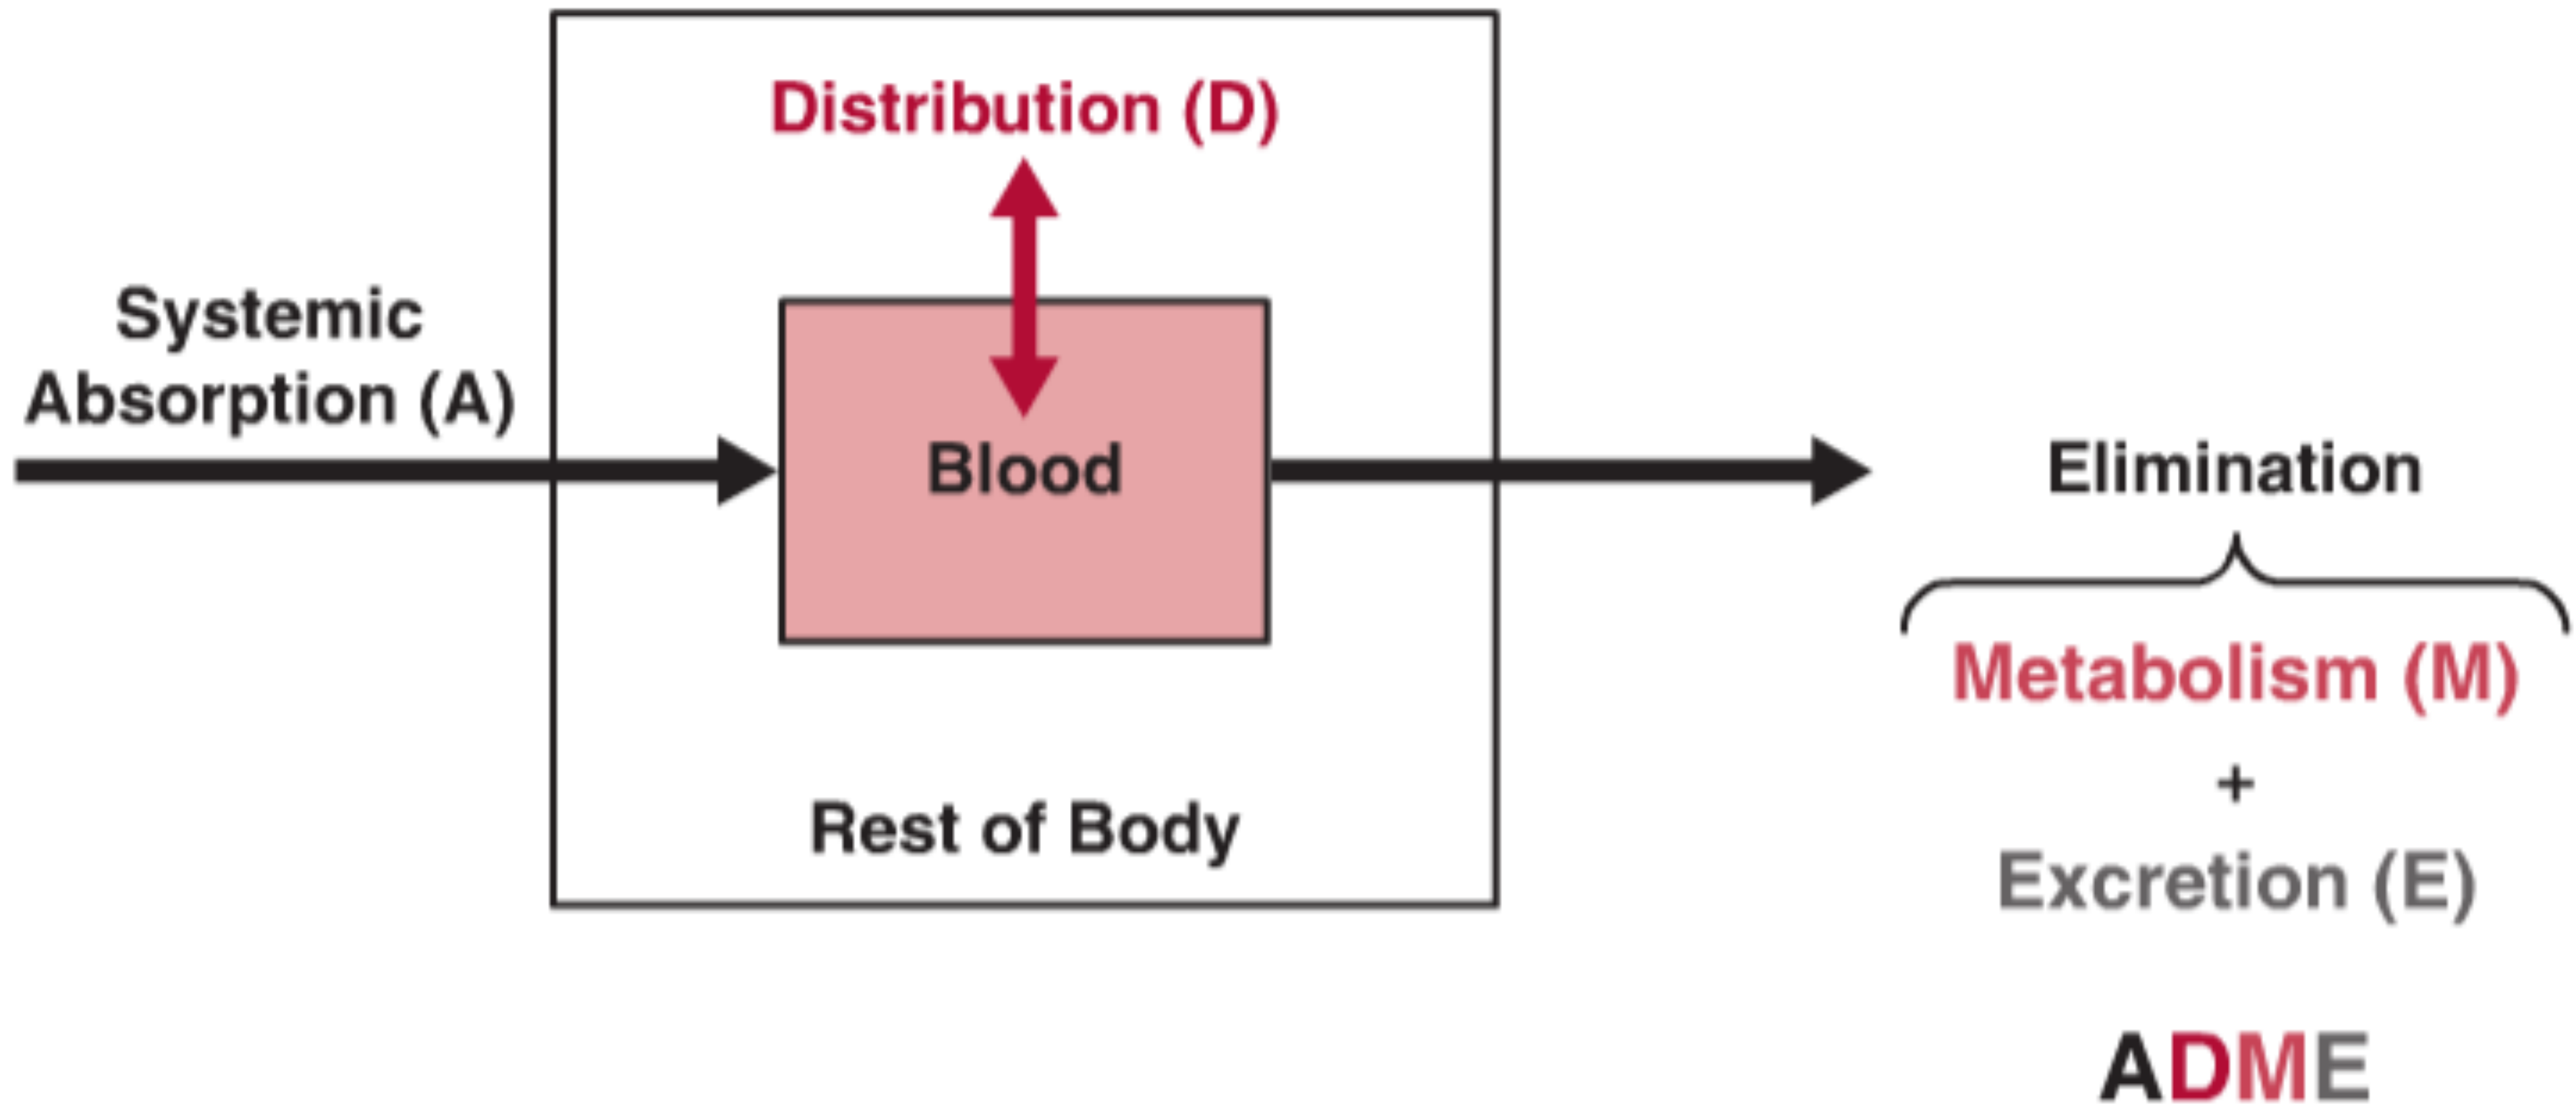 Distribution (D)
Systemic
Absorption (A)
Blood
Elimination
Metabolism (M)
+
Excretion (E)
Rest of Body
ADME